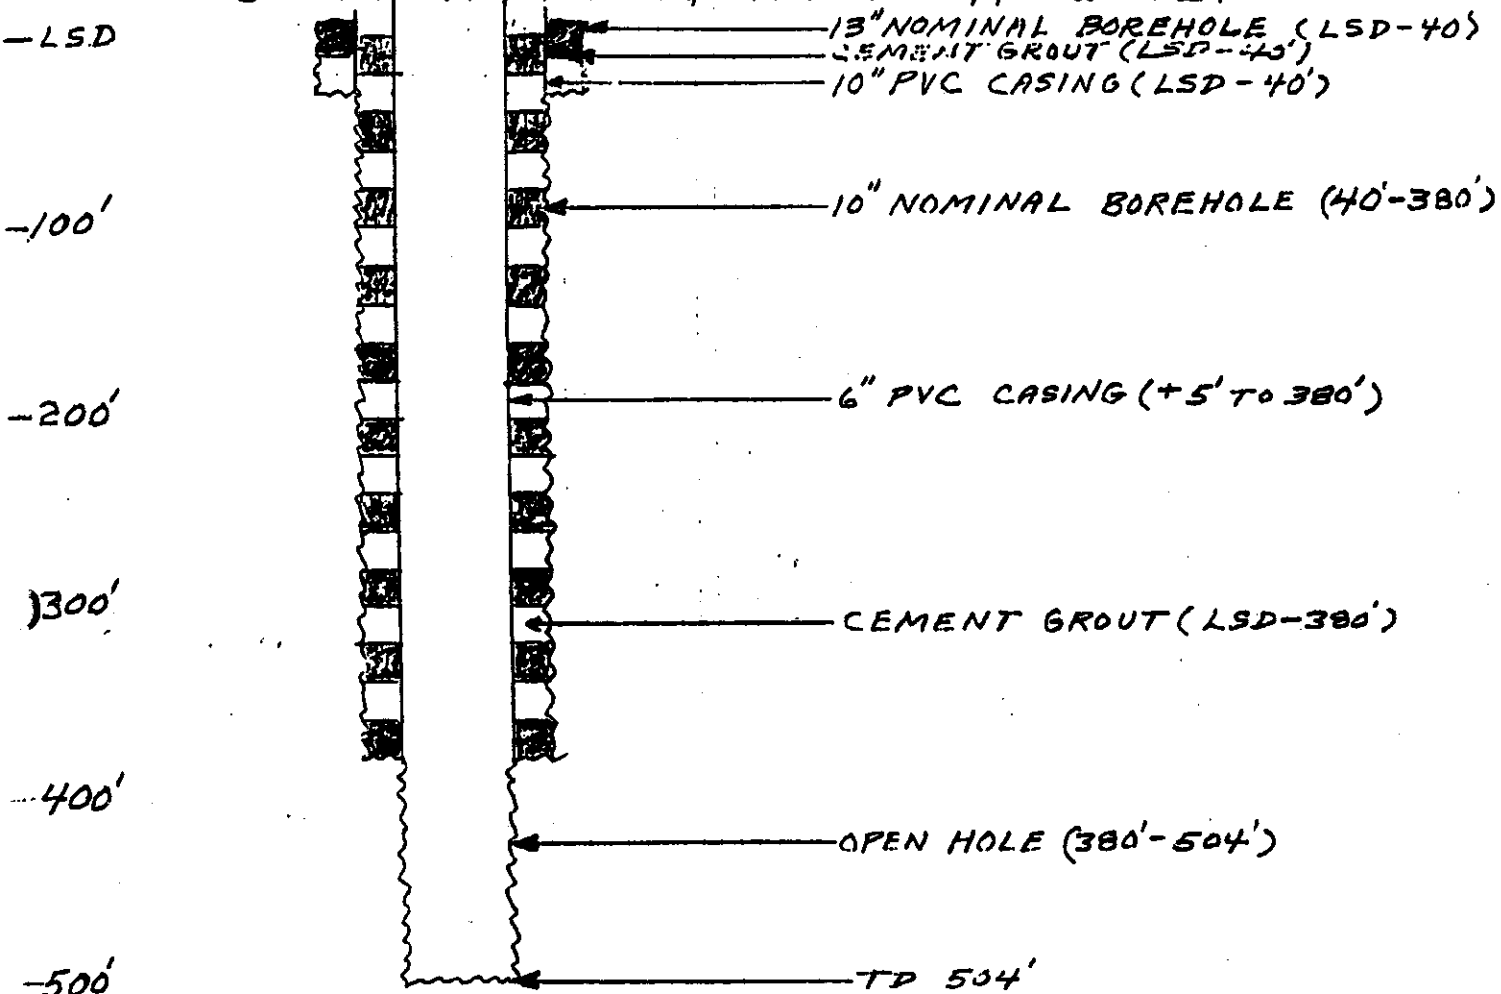 -LSD
13" NOMINAL BOREHOLE (LSD-40)
CEMENT GROUT (LSD-40')
10" PVC CASING (LSD-40')
-100'
10" NOMINAL BOREHOLE (40'-380')
-200'
6" PVC CASING (+5' TO 380')
)300'
CEMENT GROUT (LSD-380')
-400'
OPEN HOLE (380'-504')
-500'
TD 504'